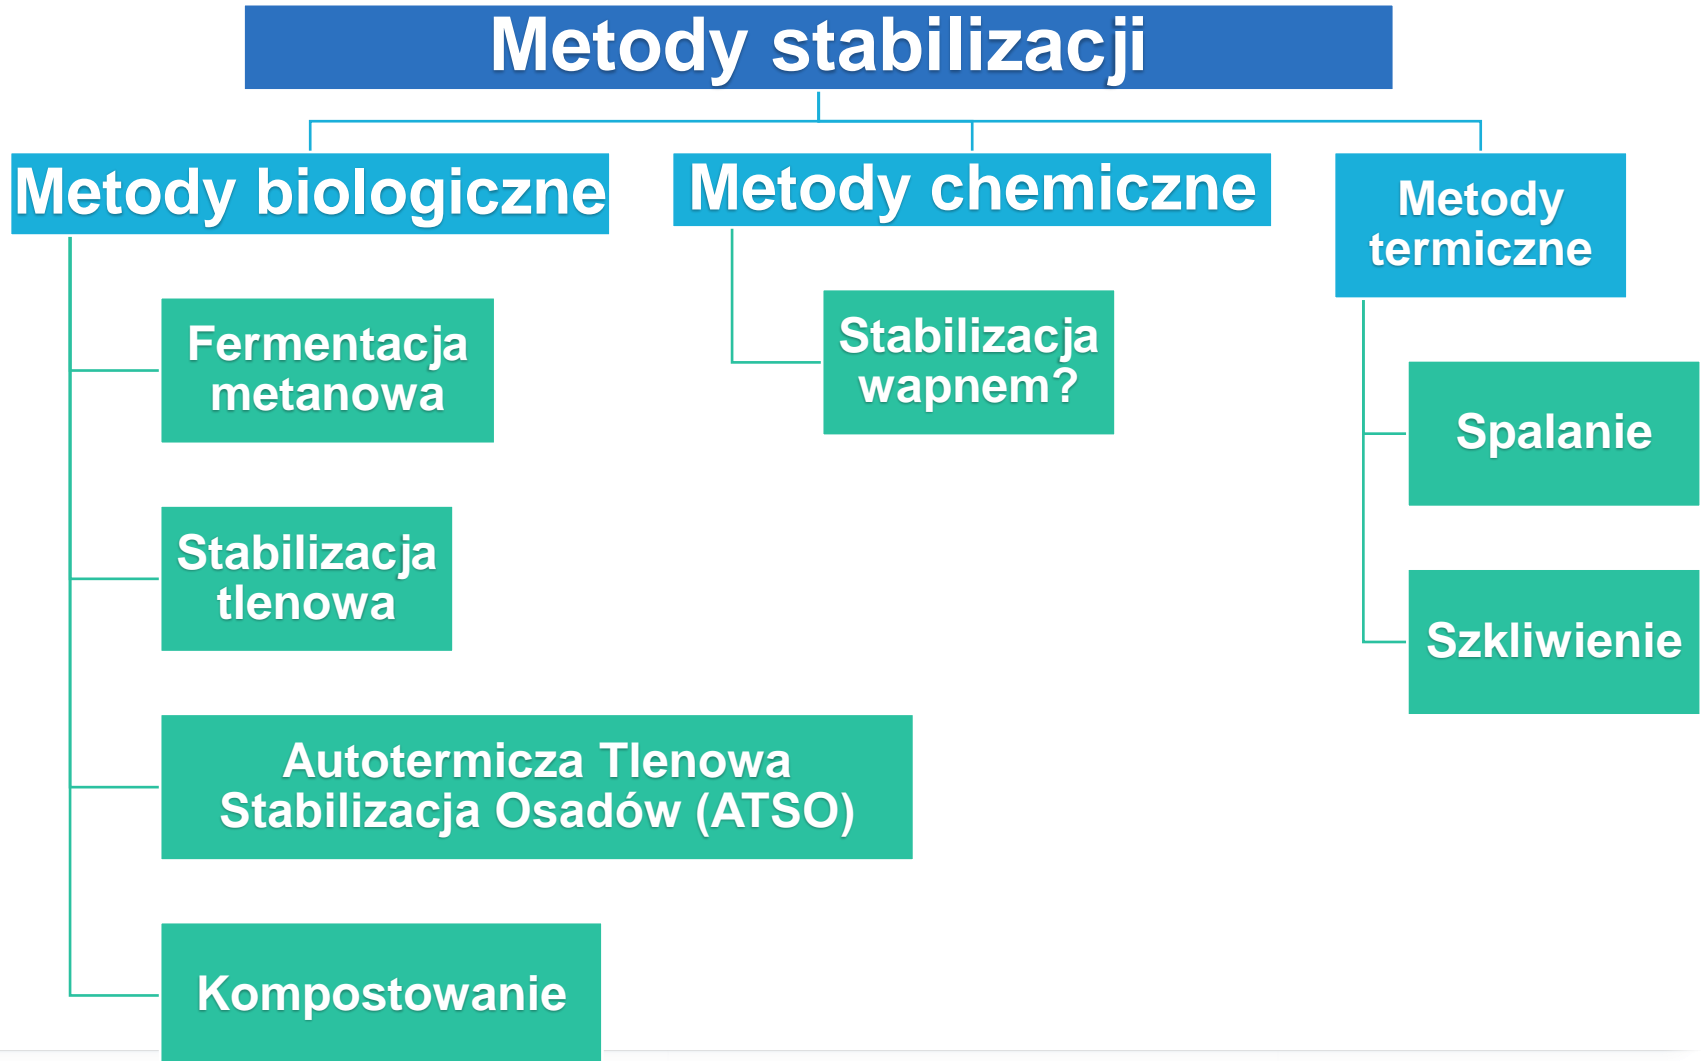 Metody stabilizacji
Metody biologiczne
Fermentacja
metanowa
Stabilizacja
tlenowa
Autotermicza Tlenowa
Stabilizacja Osadów (ATSO)
Kompostowanie
Metody chemiczne
Stabilizacja
wapnem?
Metody
termiczne
Spalanie
Szkliwienie